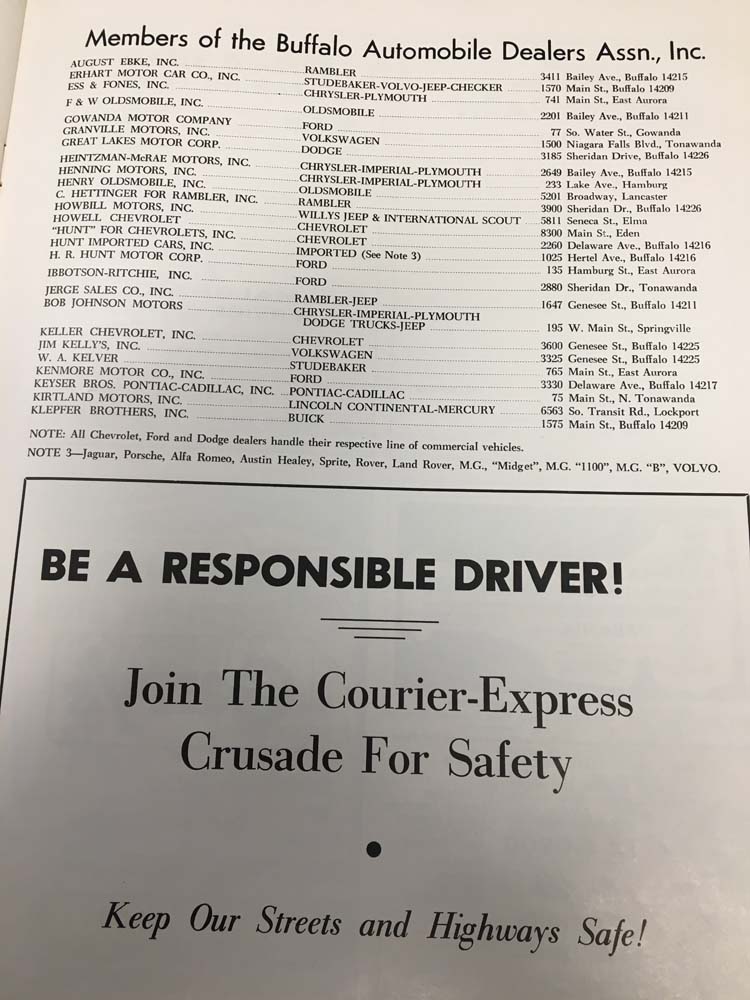 Members of the Buffalo Automobile Dealers Assn., Inc.
AUGUST EBKE, INC. RAMBLER 3411 Bailey Ave., Buffalo 14215
ERHART MOTOR CAR CO., INC. STUDEBAKER-VOLVO-JEEP-CHECKER 1570 Main St., Buffalo 14209
ESS & FONES, INC. CHRYSLER-PLYMOUTH 741 Main St., East Aurora
F & W OLDSMOBILE, INC. OLDSMOBILE 2201 Bailey Ave., Buffalo 14211
GOWANDA MOTOR COMPANY FORD 77 So. Water St., Gowanda
GRANVILLE MOTORS, INC. VOLKSWAGEN 1500 Niagara Falls Blvd., Tonawanda
GREAT LAKES MOTOR CORP. DODGE 3185 Sheridan Drive, Buffalo 14226
HEINTZMAN-McRAE MOTORS, INC. CHRYSLER-IMPERIAL-PLYMOUTH 2649 Bailey Ave., Buffalo 14215
HENNING MOTORS, INC. CHRYSLER-IMPERIAL-PLYMOUTH 233 Lake Ave., Hamburg
HENRY OLDSMOBILE, INC. OLDSMOBILE 5201 Broadway, Lancaster
C. HETTINGER FOR RAMBLER, INC. RAMBLER 3900 Sheridan Dr., Buffalo 14226
HOWBILL MOTORS, INC. WILLYS JEEP & INTERNATIONAL SCOUT 5811 Seneca St., Elma
HOWELL CHEVROLET CHEVROLET 8300 Main St., Eden
"HUNT" FOR CHEVROLETS, INC. CHEVROLET 2260 Delaware Ave., Buffalo 14216
HUNT IMPORTED CARS, INC. IMPORTED (See Note 3) 1025 Hertel Ave., Buffalo 14216
H. R. HUNT MOTOR CORP. FORD 135 Hamburg St., East Aurora
IBBOTSON-RITCHIE, INC. FORD 2880 Sheridan Dr., Tonawanda
JERGE SALES CO., INC. RAMBLER-JEEP 1647 Genesee St., Buffalo 14211
BOB JOHNSON MOTORS CHRYSLER-IMPERIAL-PLYMOUTH
DODGE TRUCKS-JEEP 195 W. Main St., Springville
KELLER CHEVROLET, INC. CHEVROLET 3600 Genesee St., Buffalo 14225
JIM KELLY'S, INC. VOLKSWAGEN 3325 Genesee St., Buffalo 14225
W. A. KELVER STUDEBAKER 765 Main St., East Aurora
KENMORE MOTOR CO., INC. FORD 3330 Delaware Ave., Buffalo 14217
KEYSER BROS. PONTIAC-CADILLAC, INC. PONTIAC-CADILLAC 75 Main St., N. Tonawanda
KIRTLAND MOTORS, INC. LINCOLN CONTINENTAL-MERCURY 6563 So. Transit Rd., Lockport
KLEPFER BROTHERS, INC. BUICK 1575 Main St., Buffalo 14209
NOTE: All Chevrolet, Ford and Dodge dealers handle their respective line of commercial vehicles.
NOTE 3—Jaguar, Porsche, Alfa Romeo, Austin Healey, Sprite, Rover, Land Rover, M.G., "Midget", M.G. "1100", M.G. "B", VOLVO.
BE A RESPONSIBLE DRIVER!
Join The Courier-Express
Crusade For Safety
Keep Our Streets and Highways Safe!